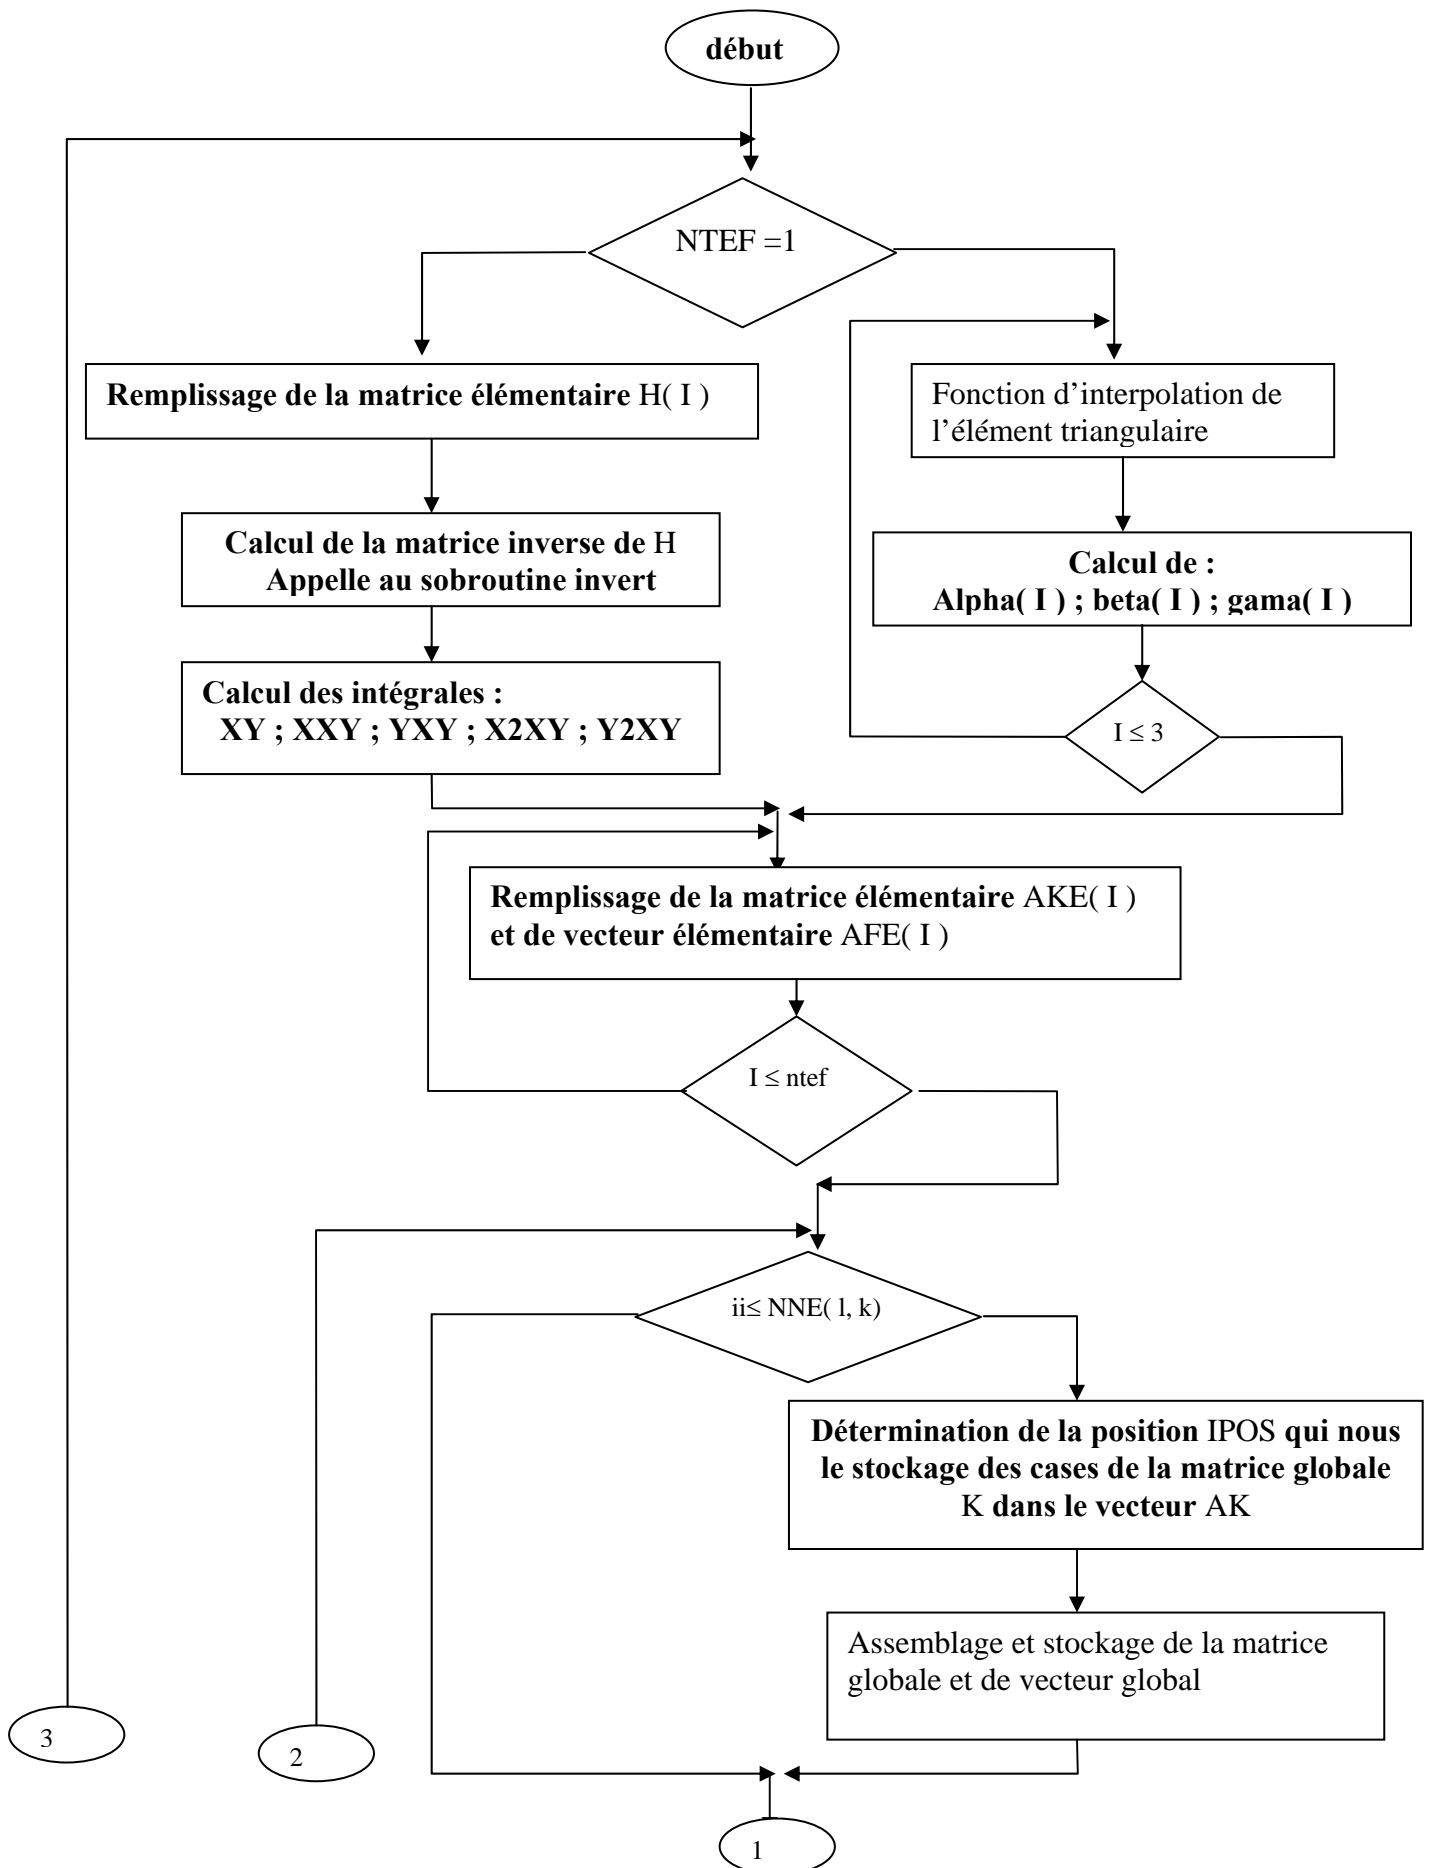 début
NTEF =1
Remplissage de la matrice élémentaire H( I )
Fonction d’interpolation de
l’élément triangulaire
Calcul de la matrice inverse de H
Appelle au sobroutine invert
Calcul de :
Alpha( I ) ; beta( I ) ; gama( I )
Calcul des intégrales :
XY ; XXY ; YXY ; X2XY ; Y2XY
I ≤ 3
Remplissage de la matrice élémentaire AKE( I )
et de vecteur élémentaire AFE( I )
I ≤ ntef
ii≤ NNE( l, k)
Détermination de la position IPOS qui nous
le stockage des cases de la matrice globale
K dans le vecteur AK
Assemblage et stockage de la matrice
globale et de vecteur global
3
2
1